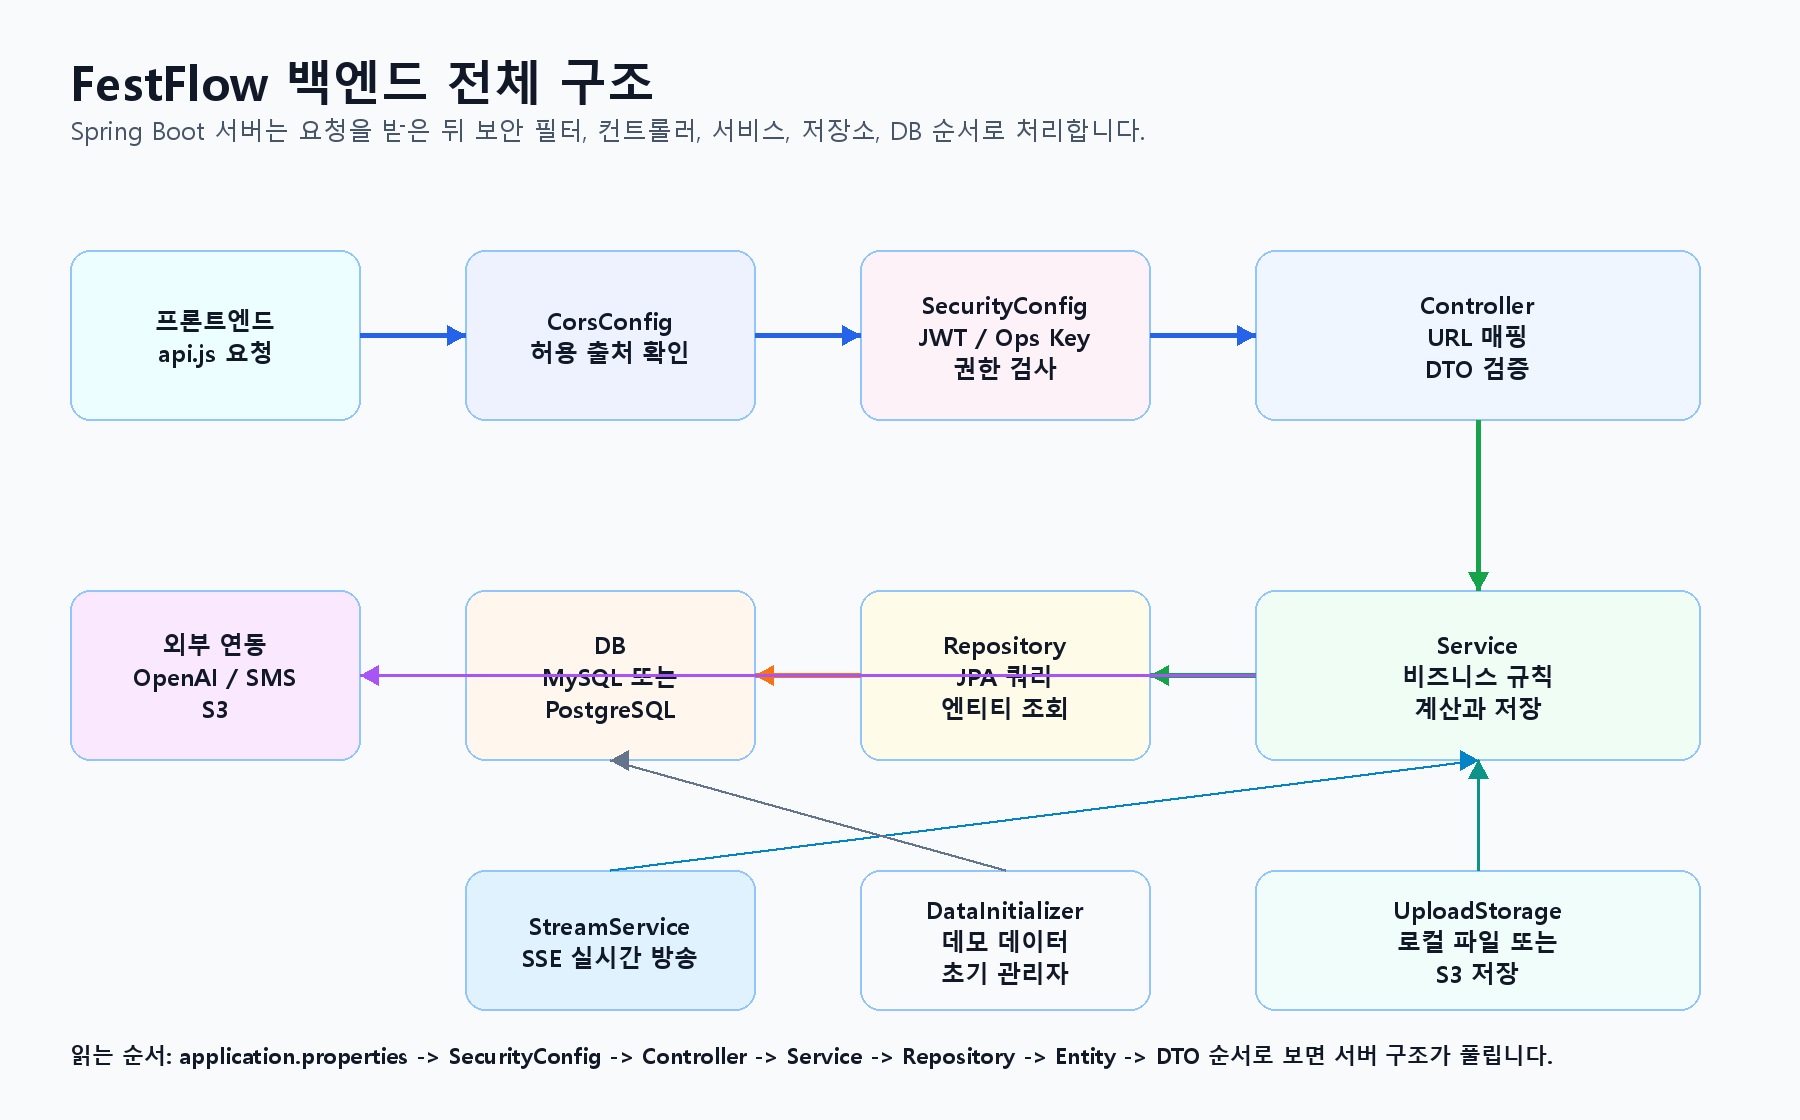 FestFlow 백엔드 전체 구조
Spring Boot 서버는 요청을 받은 뒤 보안 필터, 컨트롤러, 서비스, 저장소, DB 순서로 처리합니다.
프론트엔드
api.js 요청
CorsConfig
허용 출처 확인
SecurityConfig
JWT / Ops Key
권한 검사
Controller
URL 매핑
DTO 검증
외부 연동
OpenAI / SMS
S3
DB
MySQL 또는
PostgreSQL
Repository
JPA 쿼리
엔티티 조회
Service
비즈니스 규칙
계산과 저장
StreamService
SSE 실시간 방송
DataInitializer
데모 데이터
초기 관리자
UploadStorage
로컬 파일 또는
S3 저장
읽는 순서: application.properties -> SecurityConfig -> Controller -> Service -> Repository -> Entity -> DTO 순서로 보면 서버 구조가 풀립니다.